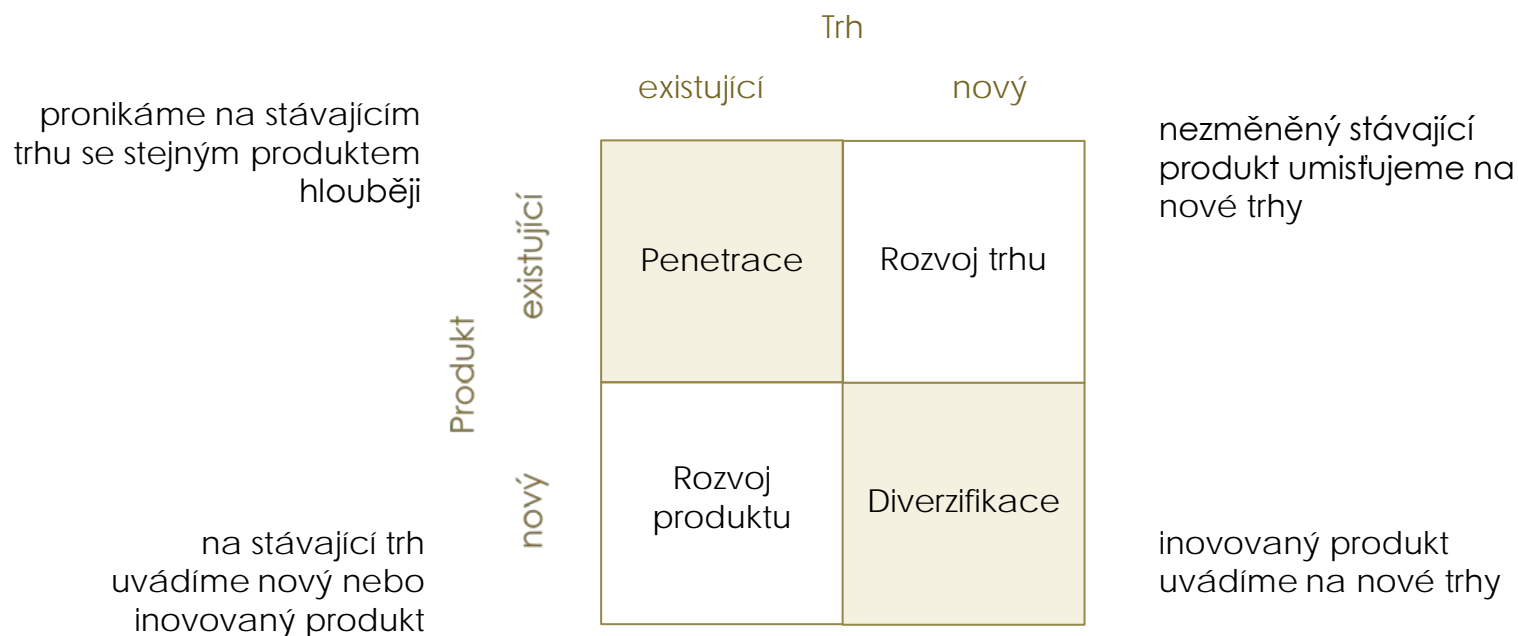 Trh
existující
nový
pronikáme na stávajícím
trhu se stejným produktem
hlouběji
nezměněný stávající
produkt umisťujeme na
nové trhy
Produkt
existující
Penetrace
Rozvoj trhu
nový
Rozvoj
produktu
Diverzifikace
na stávající trh
uvádíme nový nebo
inovovaný produkt
inovovaný produkt
uvádíme na nové trhy